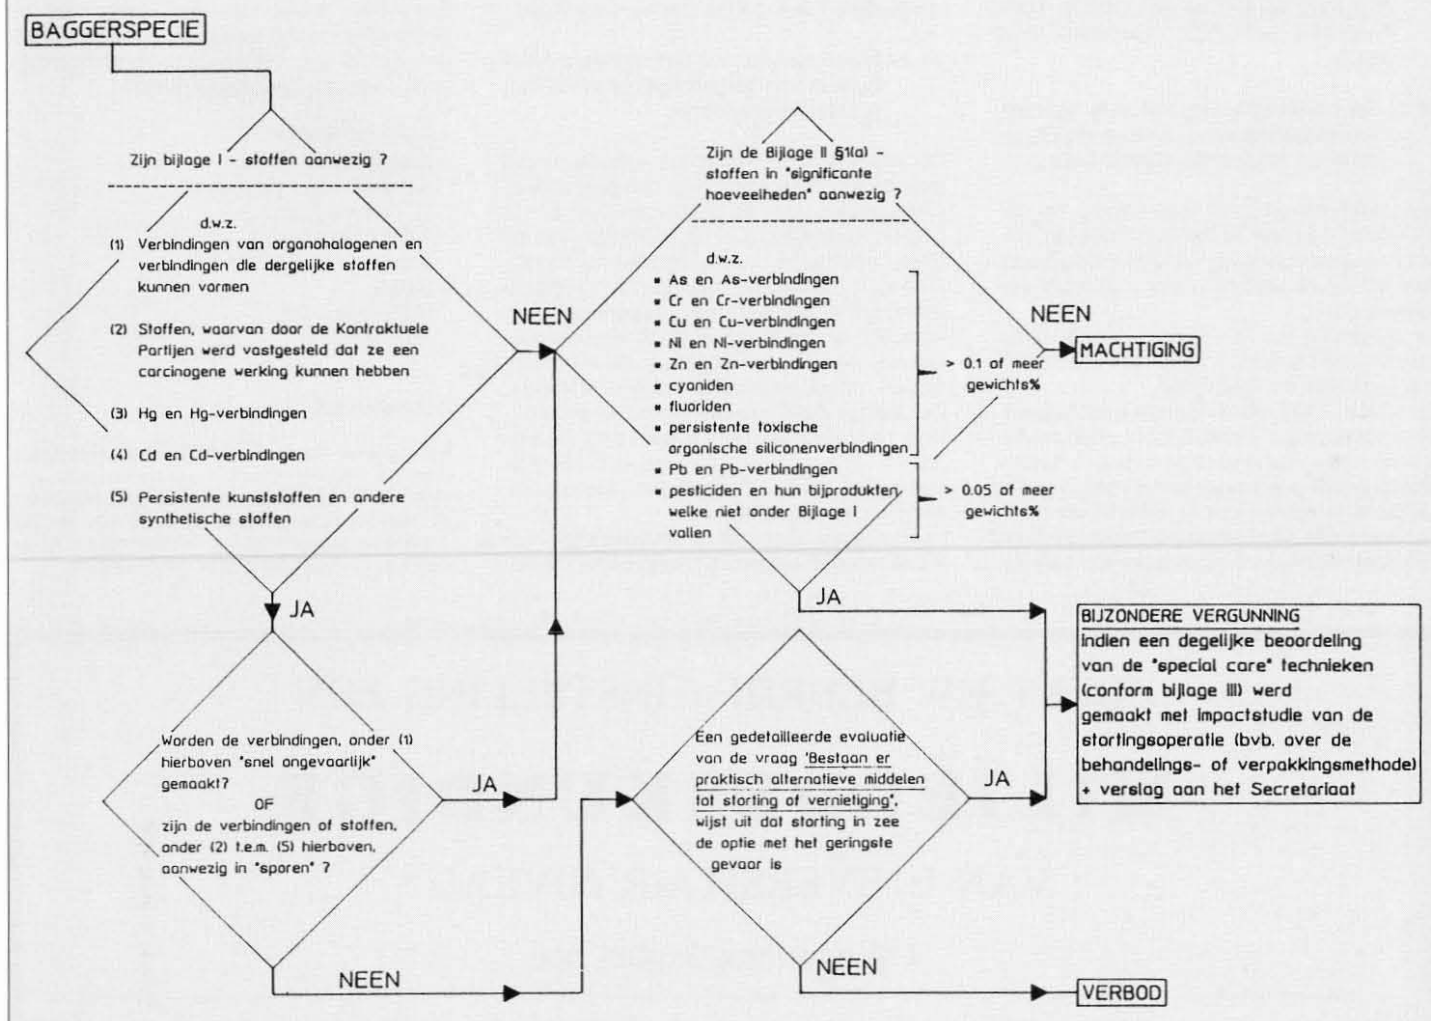 BAGGERSPECIE
Zijn bijlage I - stoffen aanwezig ?
d.w.z.
(1) Verbindingen van organohalogenen en
verbindingen die dergelijke stoffen
kunnen vormen
(2) Stoffen, waarvan door de Kontraktuele
Partijen werd vastgesteld dat ze een
carcinogene werking kunnen hebben
(3) Hg en Hg-verbindingen
(4) Cd en Cd-verbindingen
(5) Persistente kunststoffen en andere
synthetische stoffen
NEEN
JA
Zijn de Bijlage II §1(a) -
stoffen in "significante
hoeveelheden" aanwezig ?
d.w.z.
▪ As en As-verbindingen
▪ Cr en Cr-verbindingen
▪ Cu en Cu-verbindingen
▪ Ni en Ni-verbindingen
▪ Zn en Zn-verbindingen
▪ cyaniden
▪ fluoriden
▪ persistente toxische
organische siliconenverbindingen
> 0.1 of meer
gewichts%
▪ Pb en Pb-verbindingen
▪ pesticiden en hun bijprodukten
welke niet onder Bijlage I
vallen
> 0.05 of meer
gewichts%
NEEN
MACHTIGING
JA
Worden de verbindingen, onder (1)
hierboven "snel ongevaarlijk"
gemaakt?
OF
zijn de verbindingen of stoffen,
onder (2) t.e.m. (5) hierboven,
aanwezig in "sporen" ?
JA
NEEN
Een gedetailleerde evaluatie
van de vraag "Bestaan er
praktisch alternatieve middelen
tot storting of vernietiging",
wijst uit dat storting in zee
de optie met het geringste
gevaar is
JA
NEEN
BIJZONDERE VERGUNNING
indien een degelijke beoordeling
van de "special care" technieken
(conform bijlage III) werd
gemaakt met impactstudie van de
stortingsoperatie (bvb. over de
behandelings- of verpakkingsmethode)
+ verslag aan het Secretariaat
VERBOD